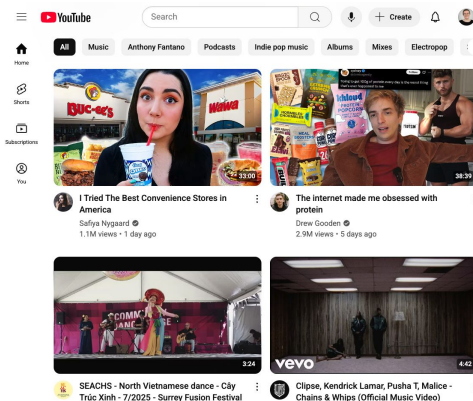 YouTube
Search
Create
All
Music
Anthony Fantano
Podcasts
Indie pop music
Albums
Mixes
Electropop
Home
Shorts
Subscriptions
You
BUC-EE'S
Wawa
33:00
khloud
PROTEIN
POPCORN
38:39
I Tried The Best Convenience Stores in
America
Safiya Nygaard
1.1M views • 1 day ago
The internet made me obsessed with
protein
Drew Gooden
2.9M views • 5 days ago
3:24
vevo
4:42
SEACHS - North Vietnamese dance - Cây
Trúc Xinh - 7/2025 - Surrey Fusion Festival
Clipse, Kendrick Lamar, Pusha T, Malice -
Chains & Whips (Official Music Video)